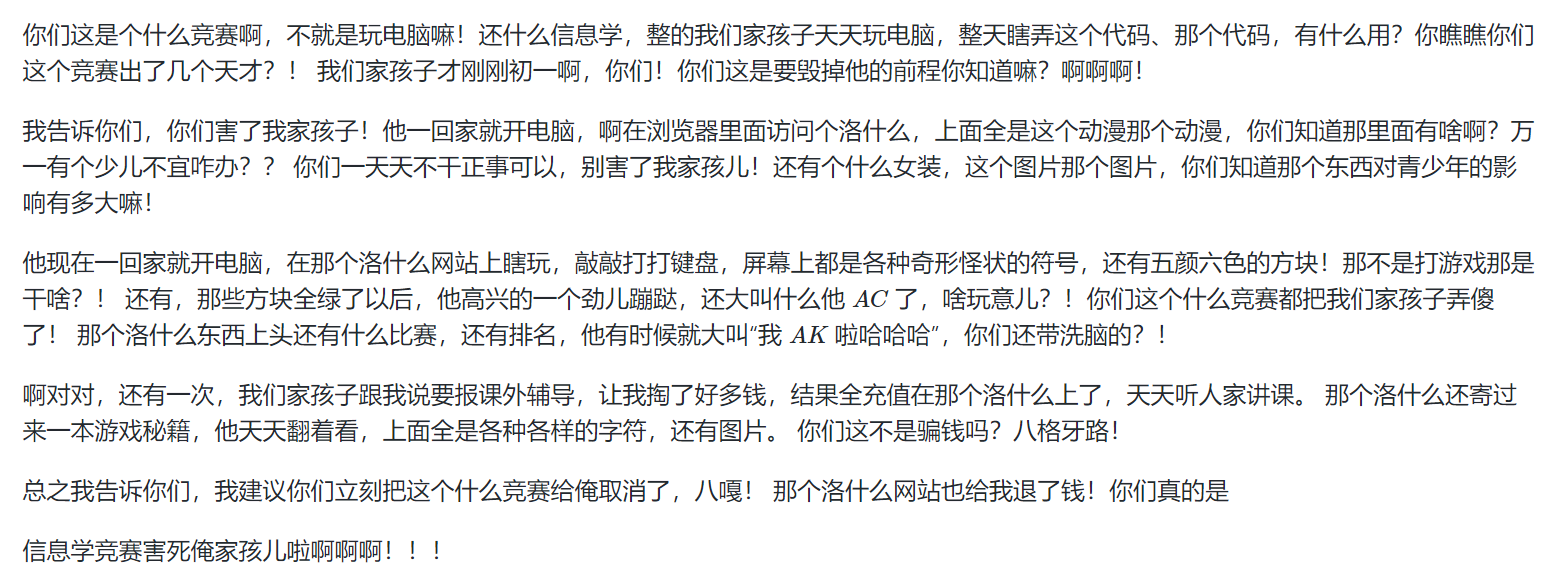 你们这是个什么竞赛啊，不就是玩电脑嘛！还什么信息学，整的我们家孩子天天玩电脑，整天瞎弄这个代码、那个代码，有什么用？你瞧瞧你们
这个竞赛出了几个天才？！ 我们家孩子才刚刚初一啊，你们！你们这是要毁掉他的前程你知道嘛？啊啊啊！
我告诉你们，你们害了我家孩子！他一回家就开电脑，啊在浏览器里面访问个洛什么，上面全是这个动漫那个动漫，你们知道那里面有啥啊？万
一有个少儿不宜咋办？？ 你们一天天不干正事可以，别害了我家孩儿！还有个什么女装，这个图片那个图片，你们知道那个东西对青少年的影
响有多大嘛！
他现在一回家就开电脑，在那个洛什么网站上瞎玩，敲敲打打键盘，屏幕上都是各种奇形怪状的符号，还有五颜六色的方块！那不是打游戏那是
干啥？！ 还有，那些方块全绿了以后，他高兴的一个劲儿蹦跶，还大叫什么他 AC 了，啥玩意儿？！你们这个什么竞赛都把我们家孩子弄傻
了！ 那个洛什么东西上头还有什么比赛，还有排名，他有时候就大叫“我 AK 啦哈哈哈”，你们还带洗脑的？！
啊对对，还有一次，我们家孩子跟我说要报课外辅导，让我掏了好多钱，结果全充值在那个洛什么上了，天天听人家讲课。 那个洛什么还寄过
来一本游戏秘籍，他天天翻着看，上面全是各种各样的字符，还有图片。 你们这不是骗钱吗？八格牙路！
总之我告诉你们，我建议你们立刻把这个什么竞赛给俺取消了，八嘎！ 那个洛什么网站也给我退了钱！你们真的是
信息学竞赛害死俺家孩儿啦啊啊啊！！！